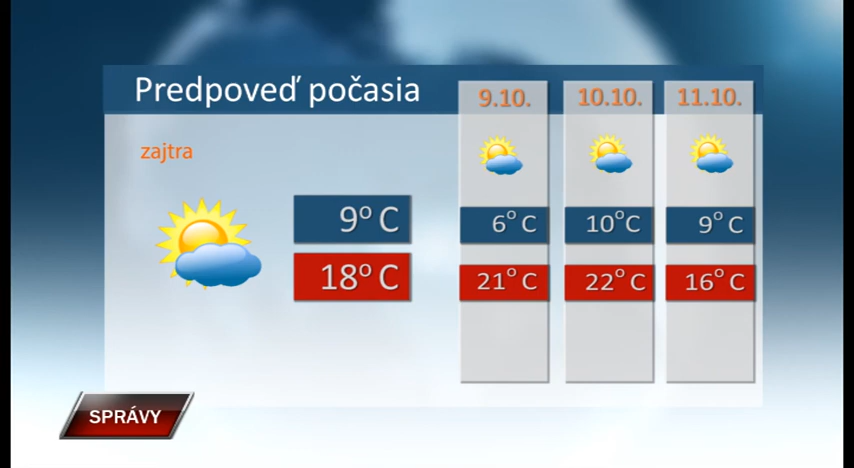 Predpoveď počasia
zajtra
9° C
18° C
9.10.
6° C
21° C
10.10.
10°C
22° C
11.10.
9° C
16° C
SPRÁVY